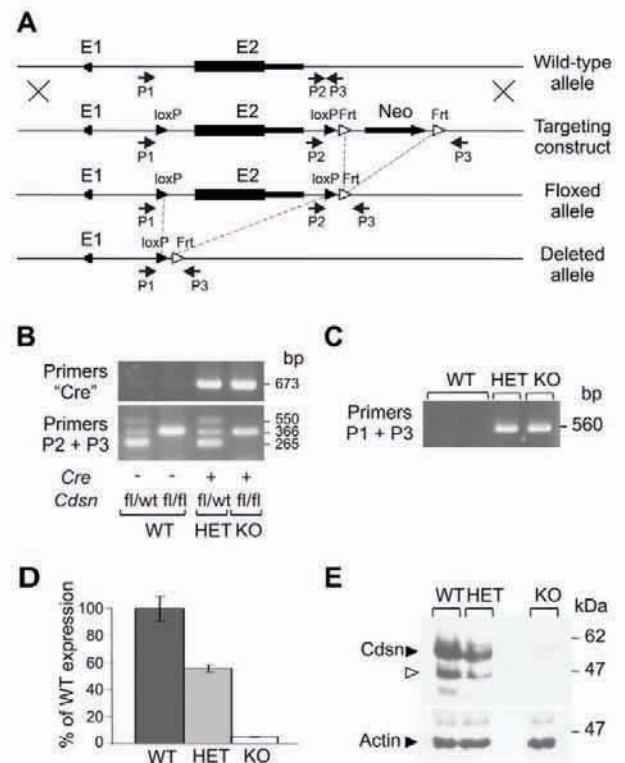 A
E1 E2
P1 P2 P3
Wild-type allele
E1 loxP E2 loxP Frt Neo Frt
P1 P2 P3
Targeting construct
E1 loxP E2 loxP Frt
P1 P2 P3
Floxed allele
E1 loxP Frt
P1 P3
Deleted allele
B
bp
Primers "Cre"
673
Primers P2 + P3
550
366
265
Cre - - + +
Cdsn fl/wt fl/fl fl/wt fl/fl
WT HET KO
C
WT HET KO
bp
Primers P1 + P3
560
D
% of WT expression
100
80
60
40
20
0
WT HET KO
E
WT HET KO
kDa
Cdsn
62
47
Actin
47